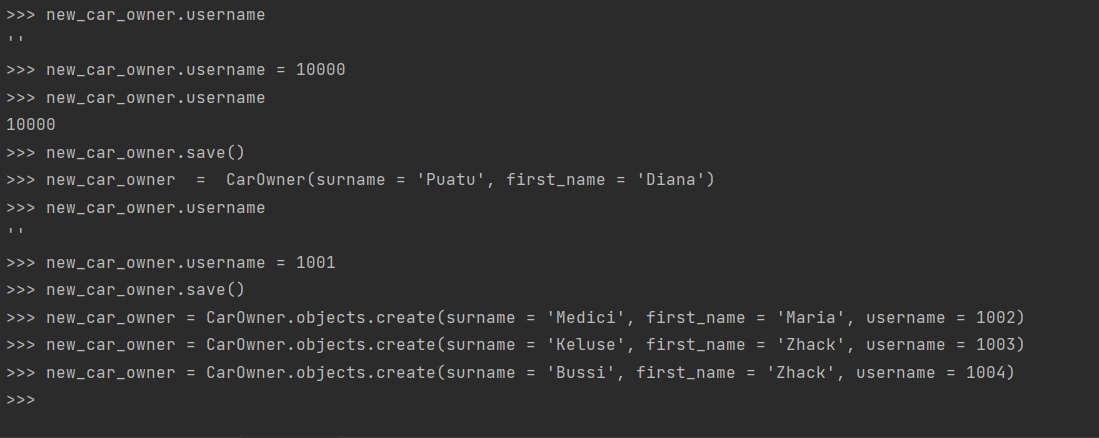 >>> new_car_owner.username
''
>>> new_car_owner.username = 10000
>>> new_car_owner.username
10000
>>> new_car_owner.save()
>>> new_car_owner  =  CarOwner(surname = 'Puatu', first_name = 'Diana')
>>> new_car_owner.username
''
>>> new_car_owner.username = 1001
>>> new_car_owner.save()
>>> new_car_owner = CarOwner.objects.create(surname = 'Medici', first_name = 'Maria', username = 1002)
>>> new_car_owner = CarOwner.objects.create(surname = 'Keluse', first_name = 'Zhack', username = 1003)
>>> new_car_owner = CarOwner.objects.create(surname = 'Bussi', first_name = 'Zhack', username = 1004)
>>>